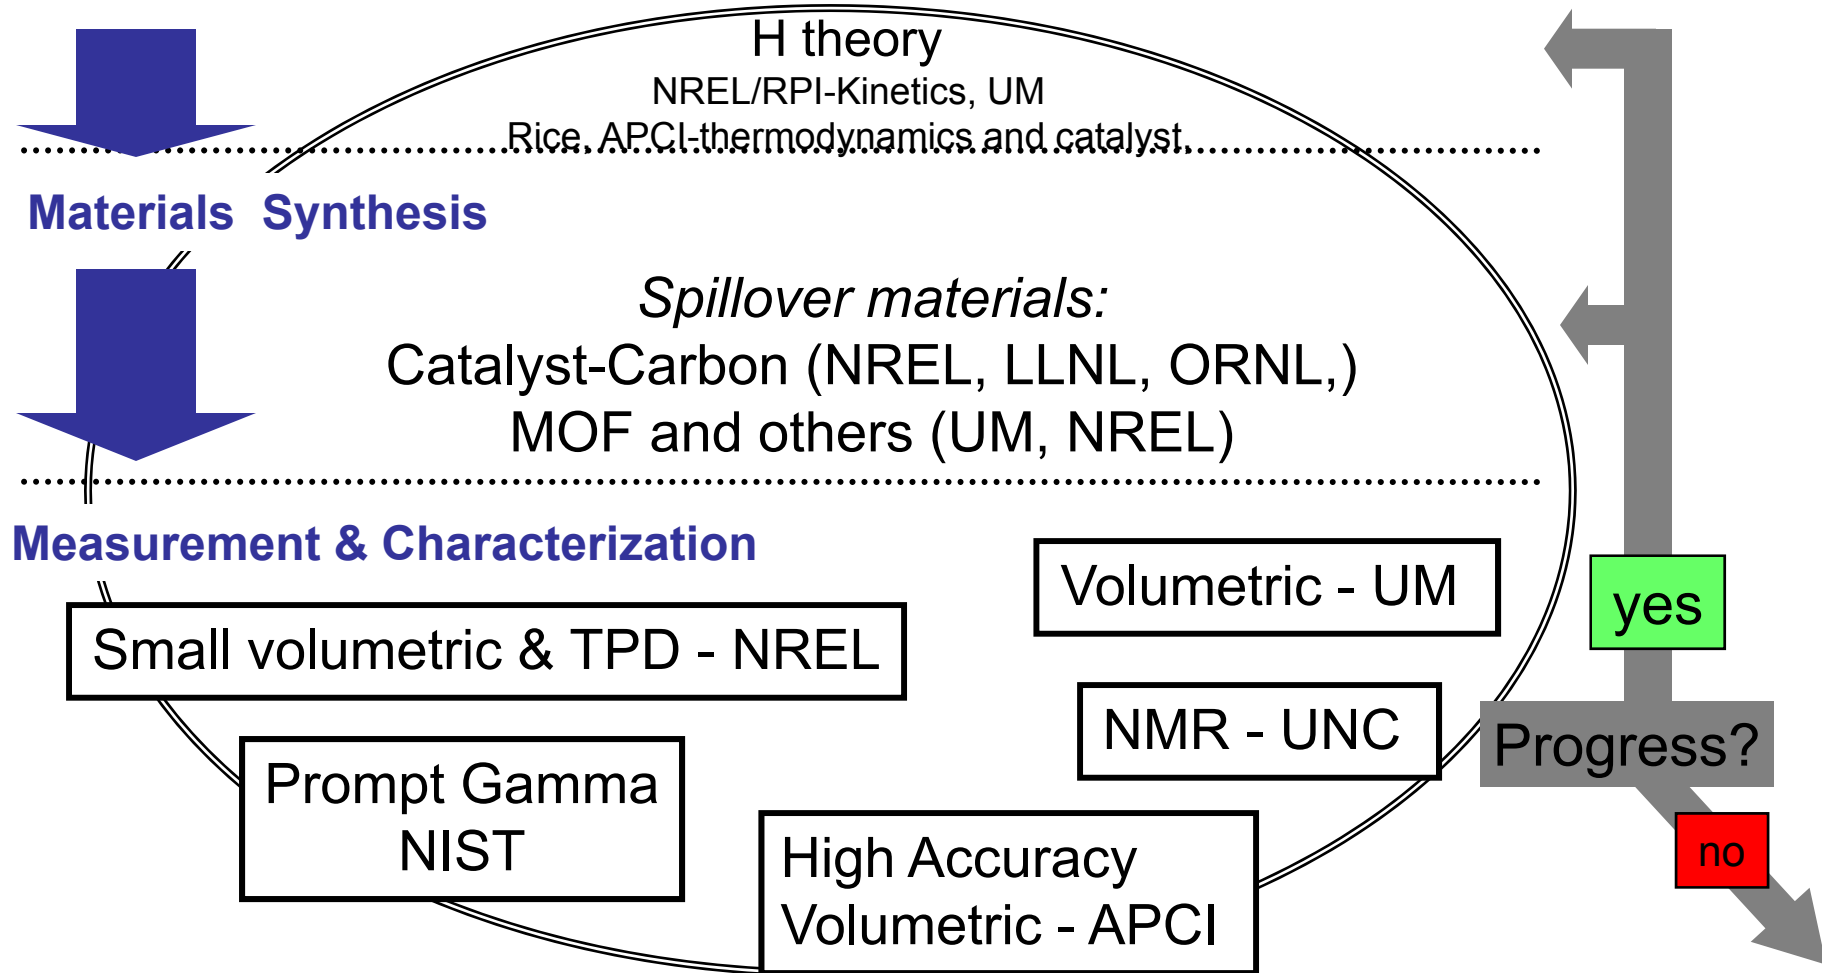 H theory
NREL/RPI-Kinetics, UM
Rice, APCI-thermodynamics and catalyst,
Materials  Synthesis
Spillover materials:
Catalyst-Carbon (NREL, LLNL, ORNL,)
MOF and others (UM, NREL)
Measurement & Characterization
Volumetric - UM
yes
Small volumetric & TPD - NREL
NMR - UNC
Progress?
Prompt Gamma
NIST
High Accuracy
Volumetric - APCI
no